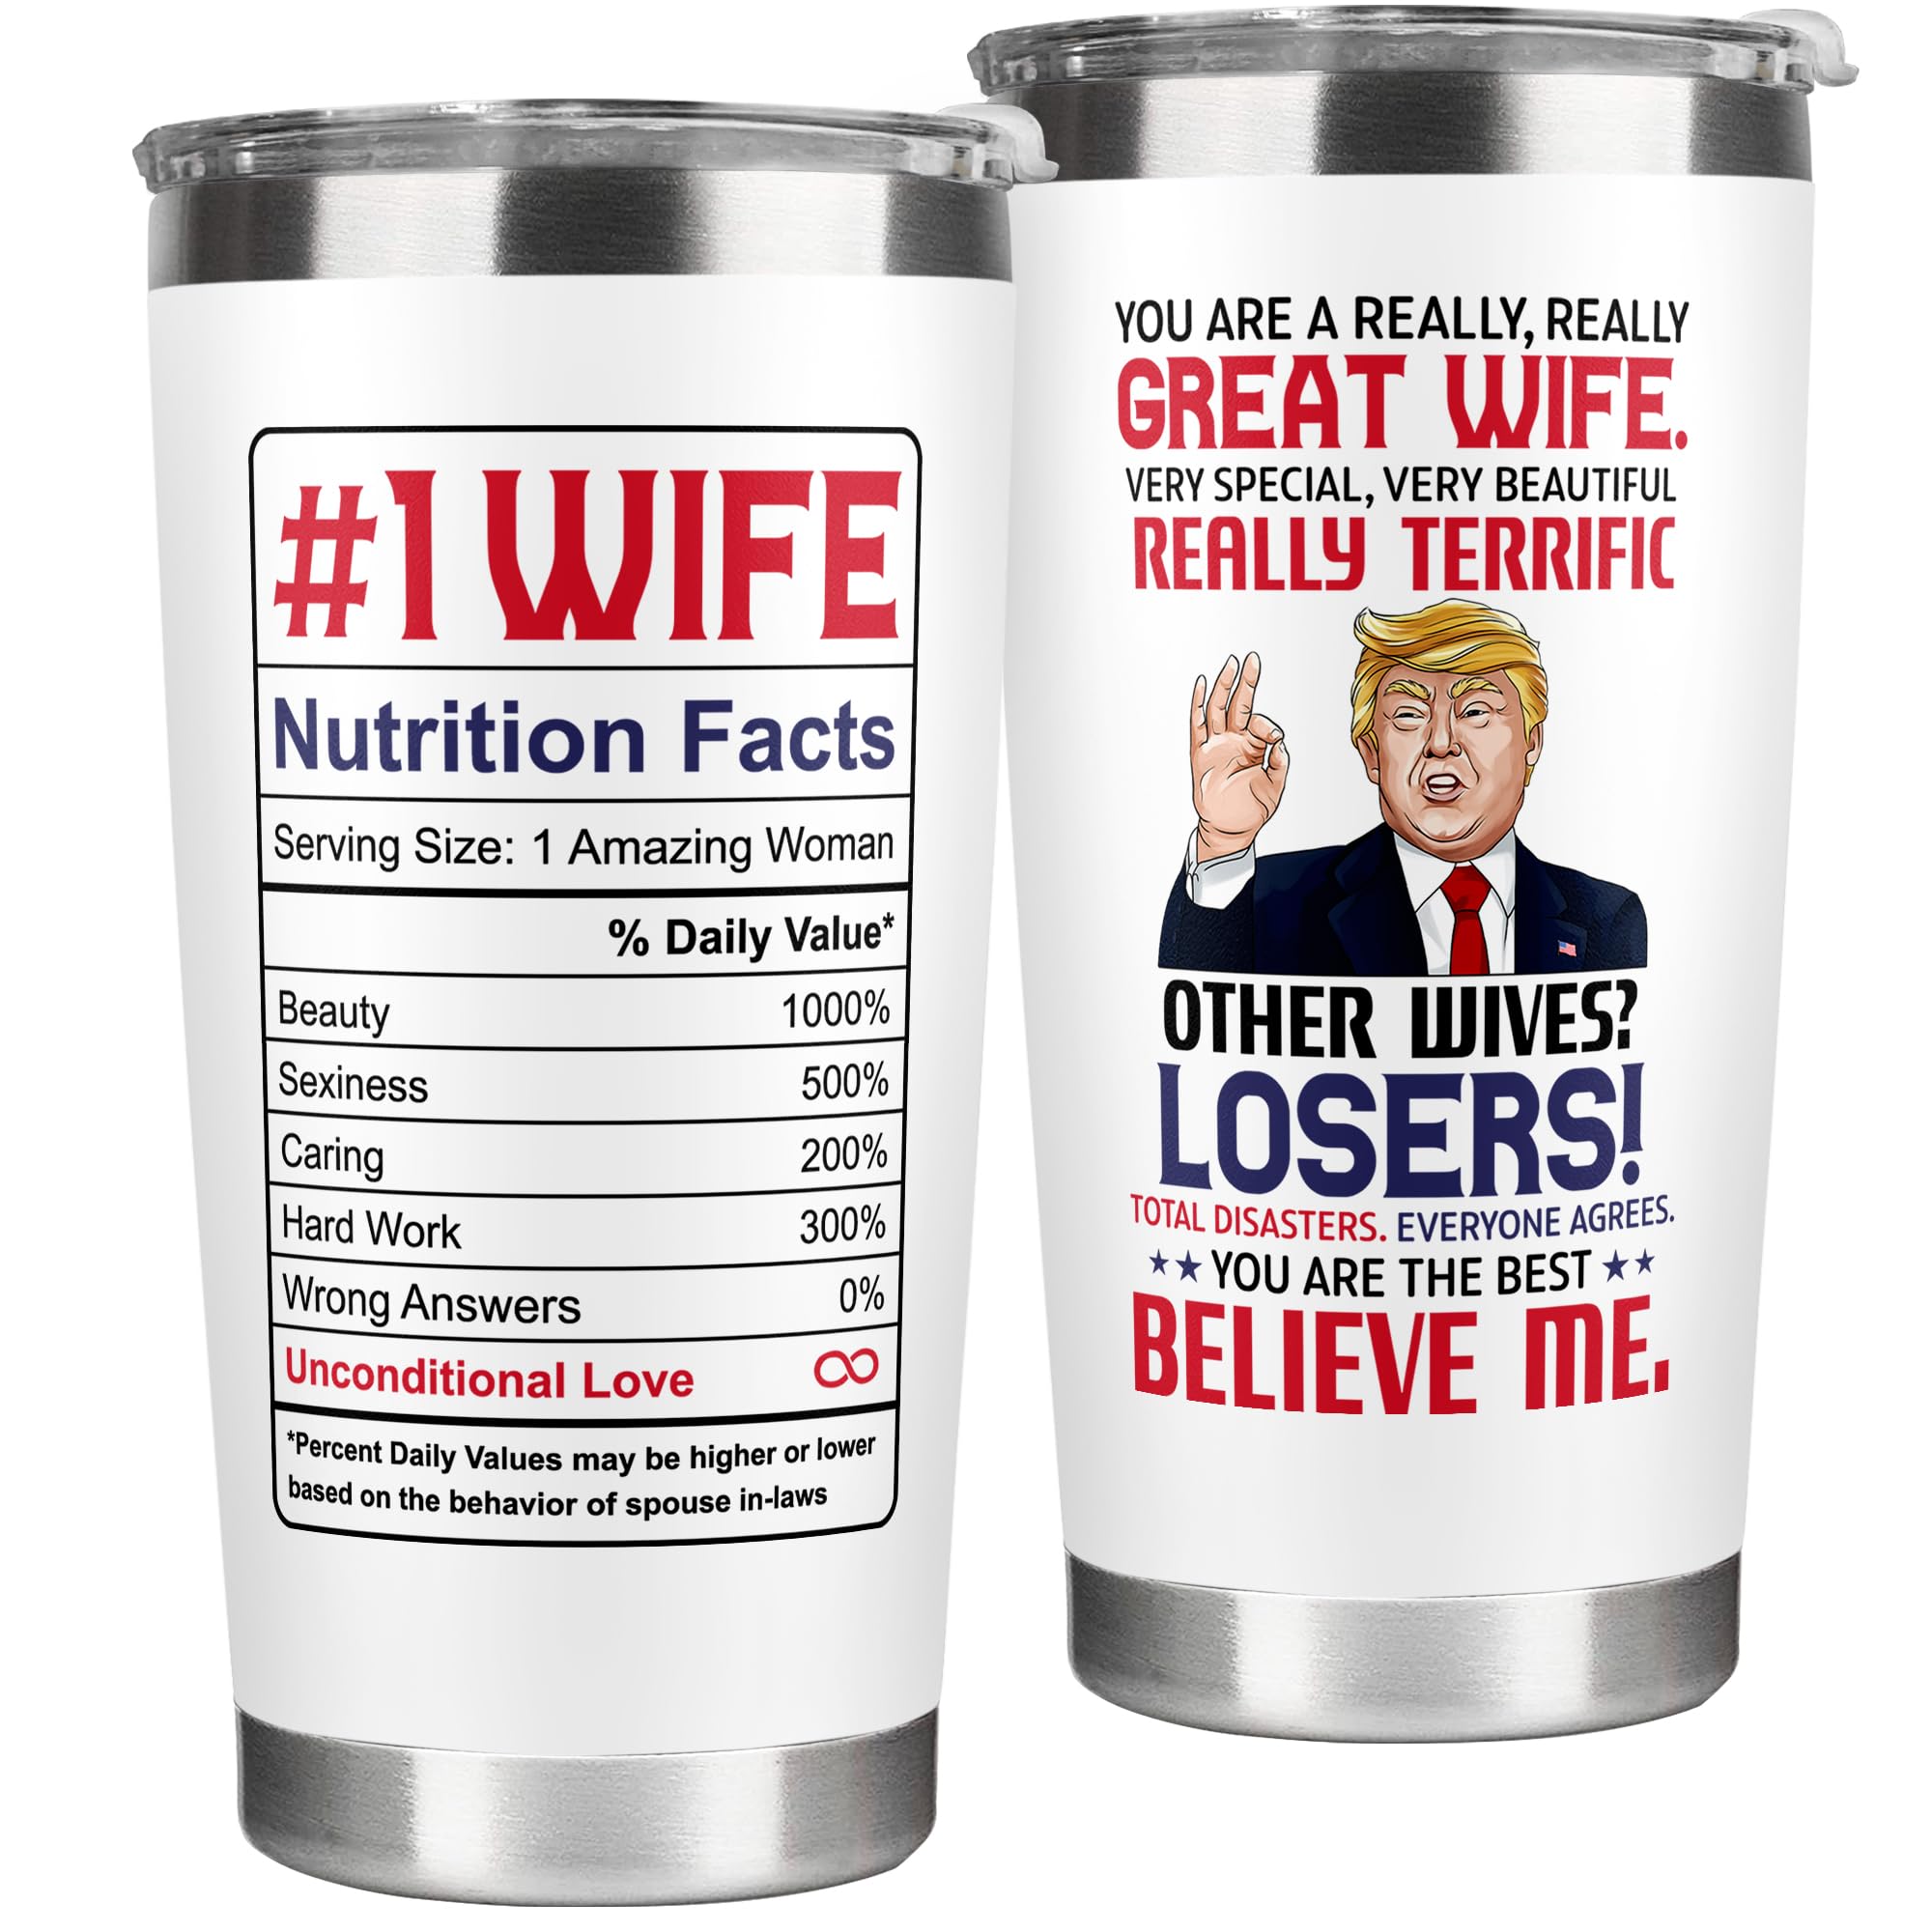 #1 WIFE
Nutrition Facts
Serving Size: 1 Amazing Woman
% Daily Value*
Beauty 1000%
Sexiness 500%
Caring 200%
Hard Work 300%
Wrong Answers 0%
Unconditional Love ∞
*Percent Daily Values may be higher or lower
based on the behavior of spouse in-laws
YOU ARE A REALLY, REALLY
GREAT WIFE.
VERY SPECIAL, VERY BEAUTIFUL
REALLY TERRIFIC
OTHER WIVES?
LOSERS!
TOTAL DISASTERS. EVERYONE AGREES.
★★ YOU ARE THE BEST ★★
BELIEVE ME.